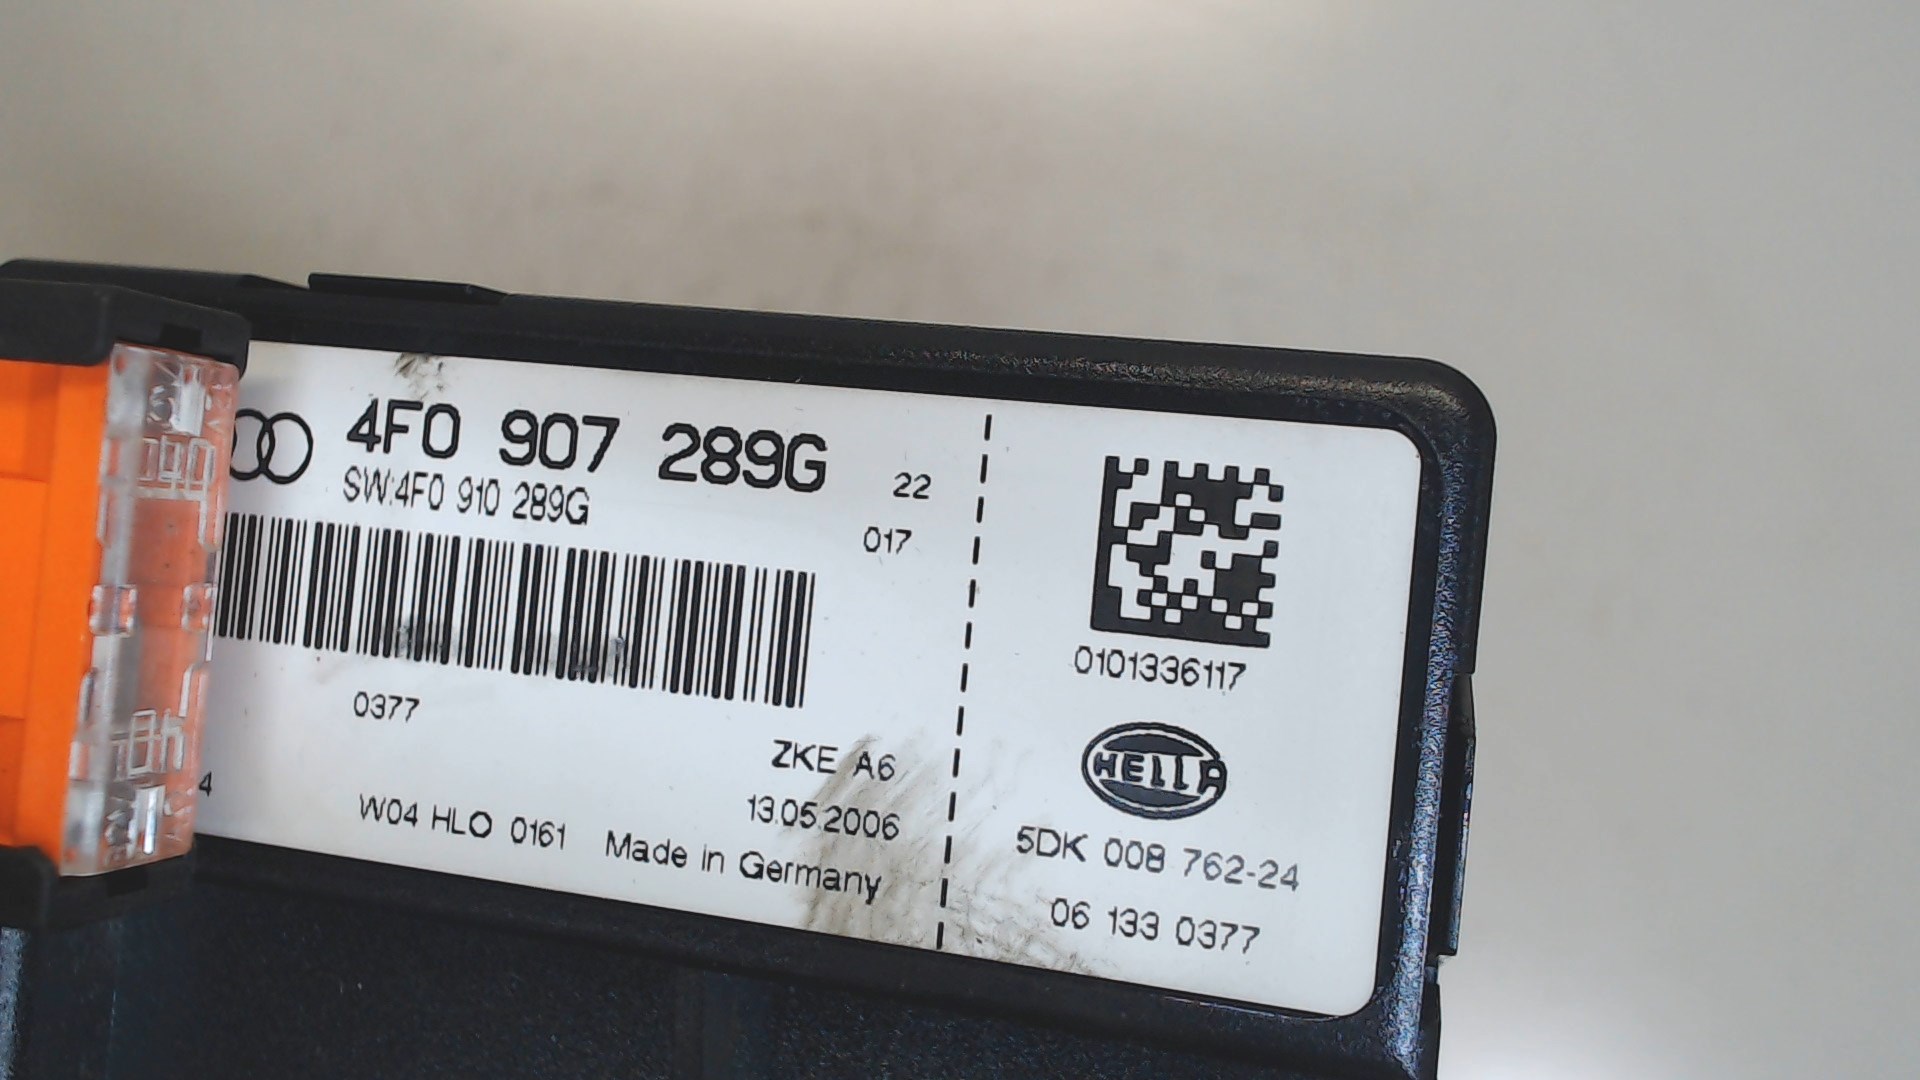 4F0 907 289G
22
SW:4F0 910 289G
017
0377
ZKE A6
4
13.05.2006
W04 HLO 0161 Made in Germany
0101336117
HELLA
5DK 008 762-24
06 133 0377